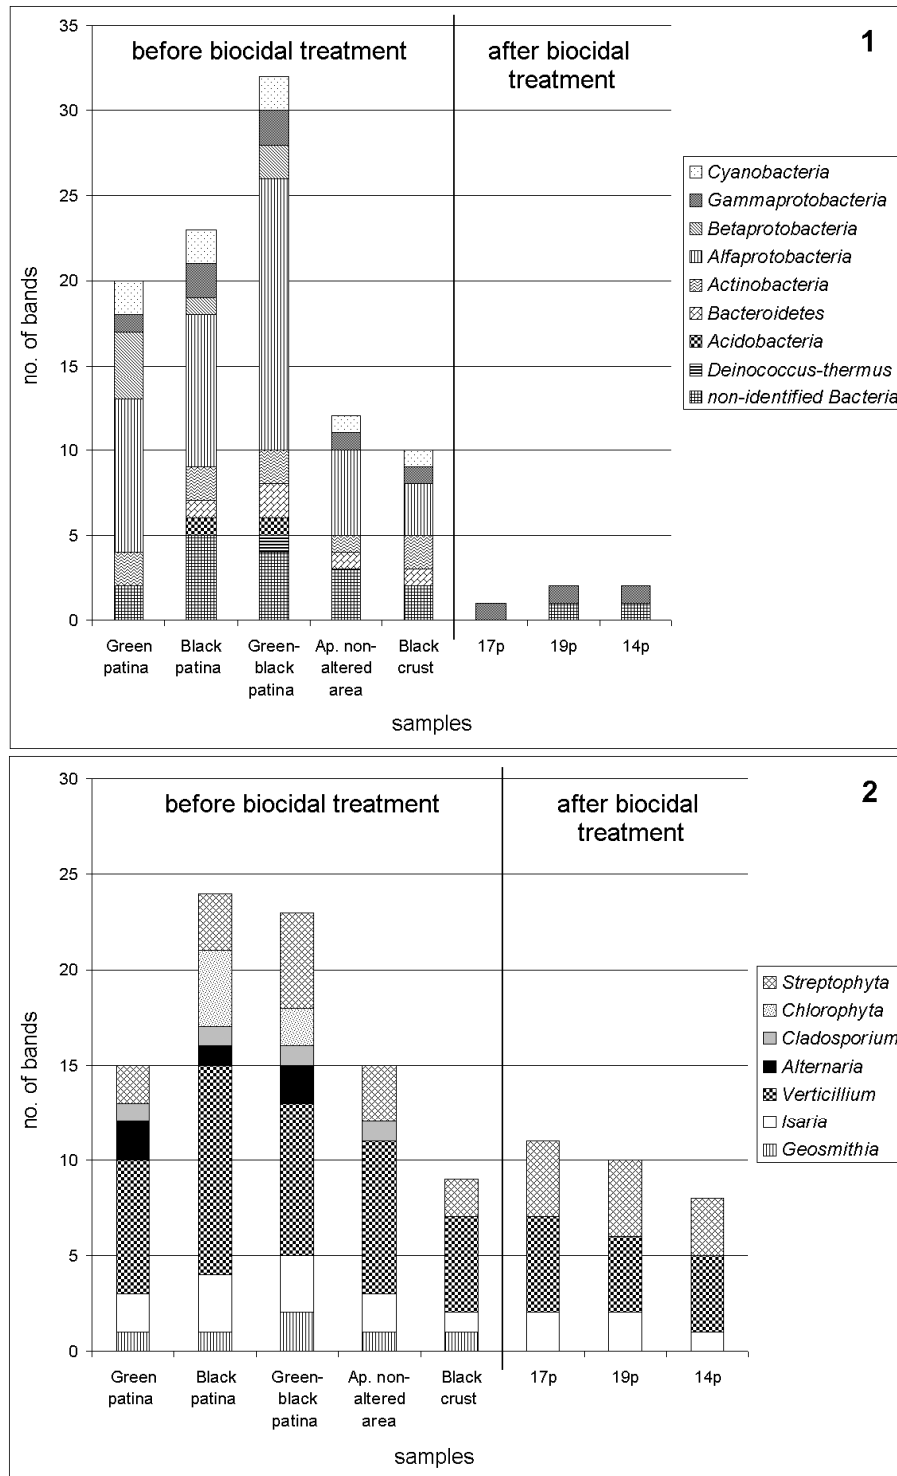 1
before biocidal treatment
after biocidal
treatment
35
30
25
20
15
10
5
0
no. of bands
Green
patina
Black
patina
Green-
black
patina
Ap. non-
altered
area
Black
crust
17p
19p
14p
samples
Cyanobacteria
Gammaprotobacteria
Betaprotobacteria
Alfaprotobacteria
Actinobacteria
Bacteroidetes
Acidobacteria
Deinococcus-thermus
non-identified Bacteria
2
before biocidal treatment
after biocidal
treatment
30
25
20
15
10
5
0
no. of bands
Green
patina
Black
patina
Green-
black
patina
Ap. non-
altered
area
Black
crust
17p
19p
14p
samples
Streptophyta
Chlorophyta
Cladosporium
Alternaria
Verticillium
Isaria
Geosmithia